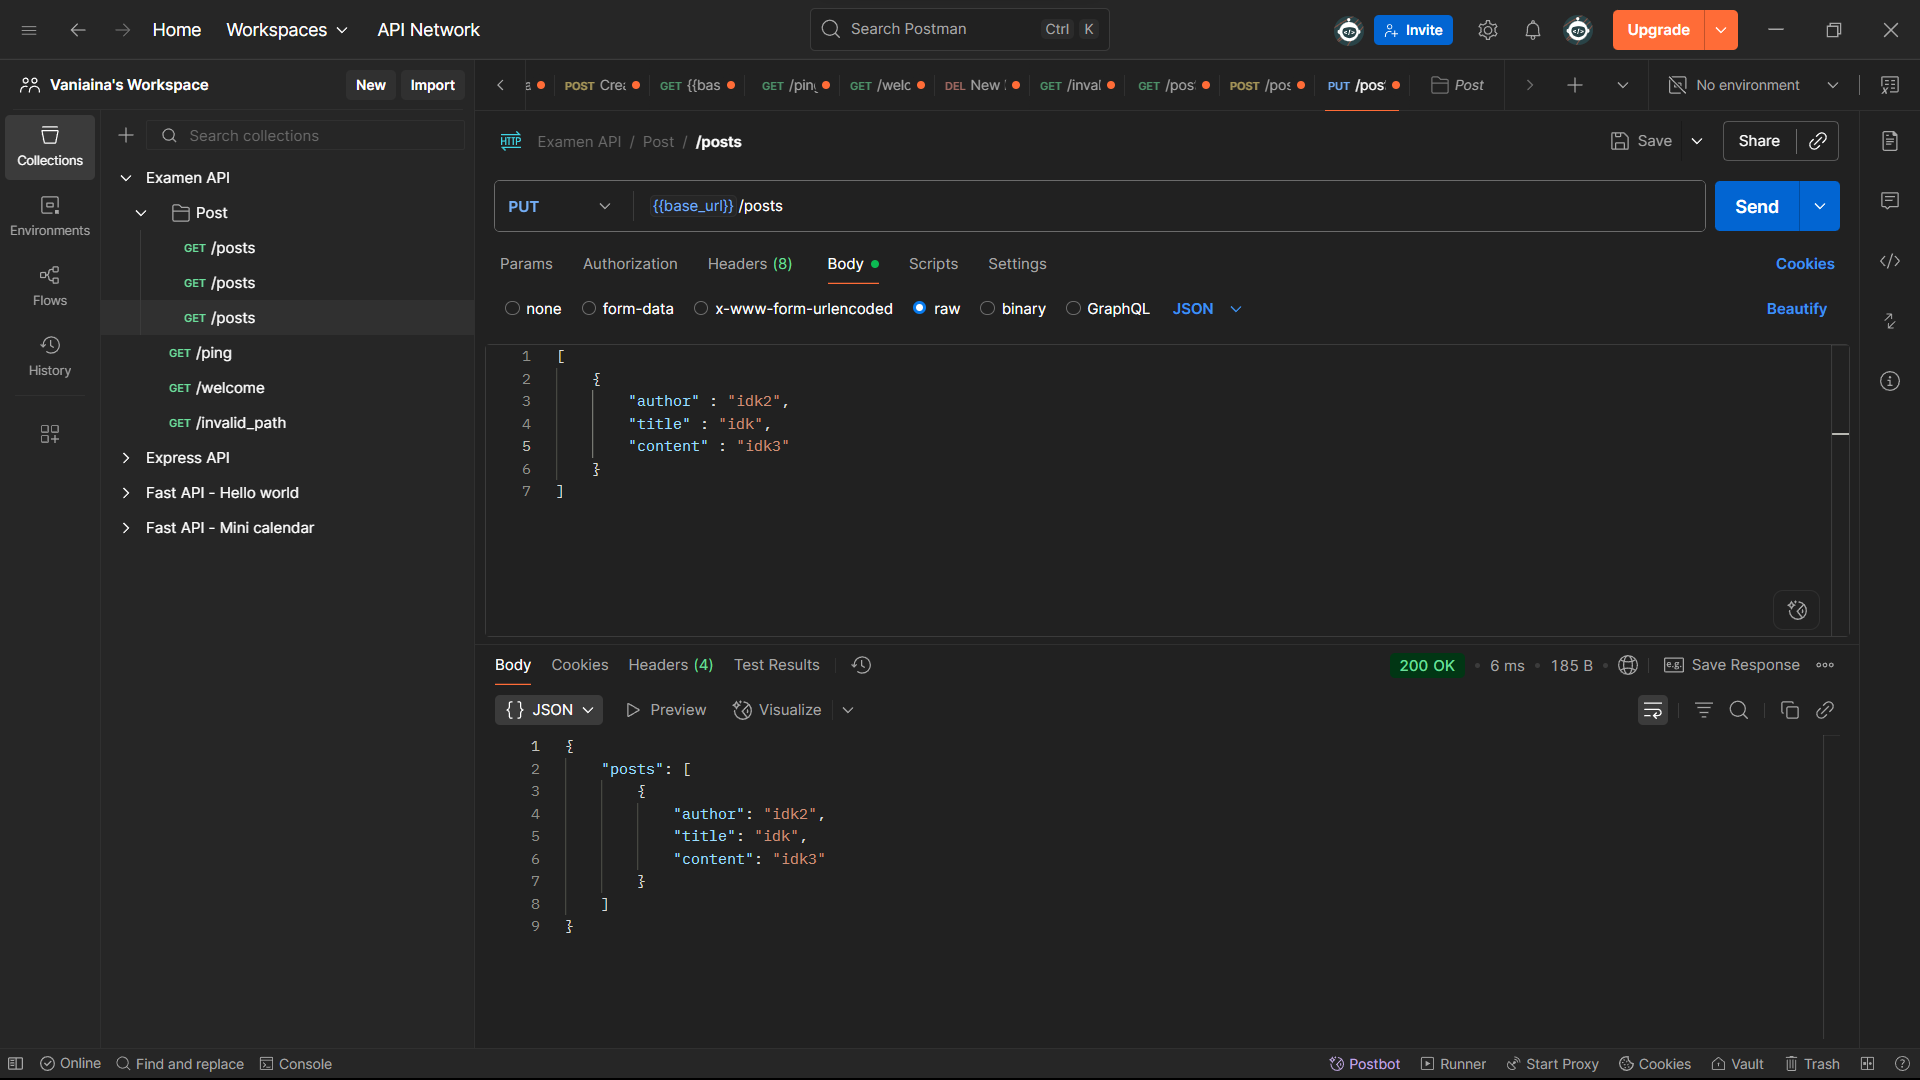 Home Workspaces API Network Search Postman Ctrl K Invite Upgrade
Vaniaina's Workspace New Import
POST Crea GET {{bas GET /ping GET /welc DEL New GET /inval GET /post POST /pos PUT /post Post No environment
Search collections
Collections
Environments
Flows
History
Examen API
Post
GET /posts
GET /posts
GET /posts
GET /ping
GET /welcome
GET /invalid_path
Express API
Fast API - Hello world
Fast API - Mini calendar
HTTP Examen API / Post / /posts Save Share
PUT {{base_url}} /posts Send
Params Authorization Headers (8) Body Scripts Settings Cookies
none form-data x-www-form-urlencoded raw binary GraphQL JSON Beautify
1 [
2 {
3 "author" : "idk2",
4 "title" : "idk",
5 "content" : "idk3"
6 }
7 ]
Body Cookies Headers (4) Test Results 200 OK • 6 ms • 185 B • e.g. Save Response
{} JSON Preview Visualize
1 {
2 "posts": [
3 {
4 "author": "idk2",
5 "title": "idk",
6 "content": "idk3"
7 }
8 ]
9 }
Online Find and replace Console Postbot Runner Start Proxy Cookies Vault Trash